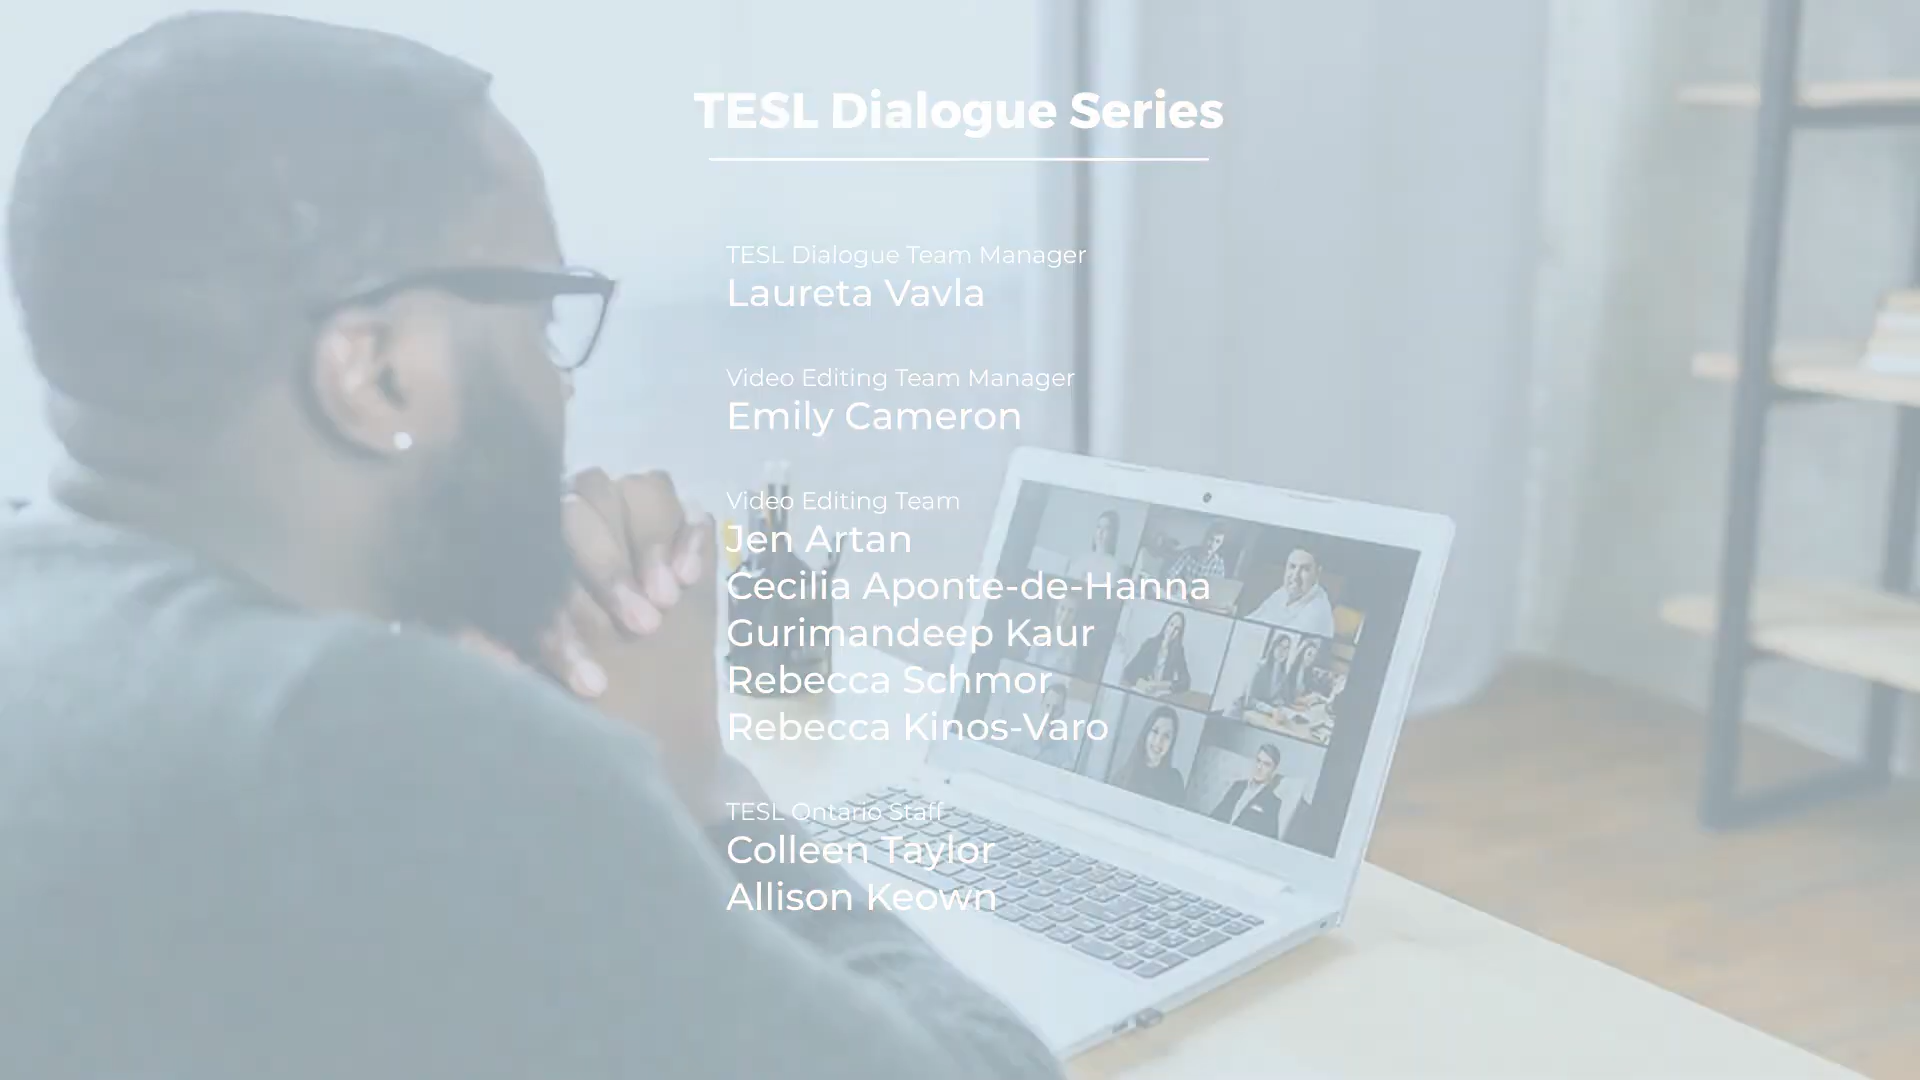 TESL Dialogue Series
TESL Dialogue Team Manager
Laureta Vavla
Video Editing Team Manager
Emily Cameron
Video Editing Team
Jen Artan
Cecilia Aponte-de-Hanna
Gurimandeep Kaur
Rebecca Schmor
Rebecca Kinos-Varo
TESL Ontario Staff
Colleen Taylor
Allison Keown